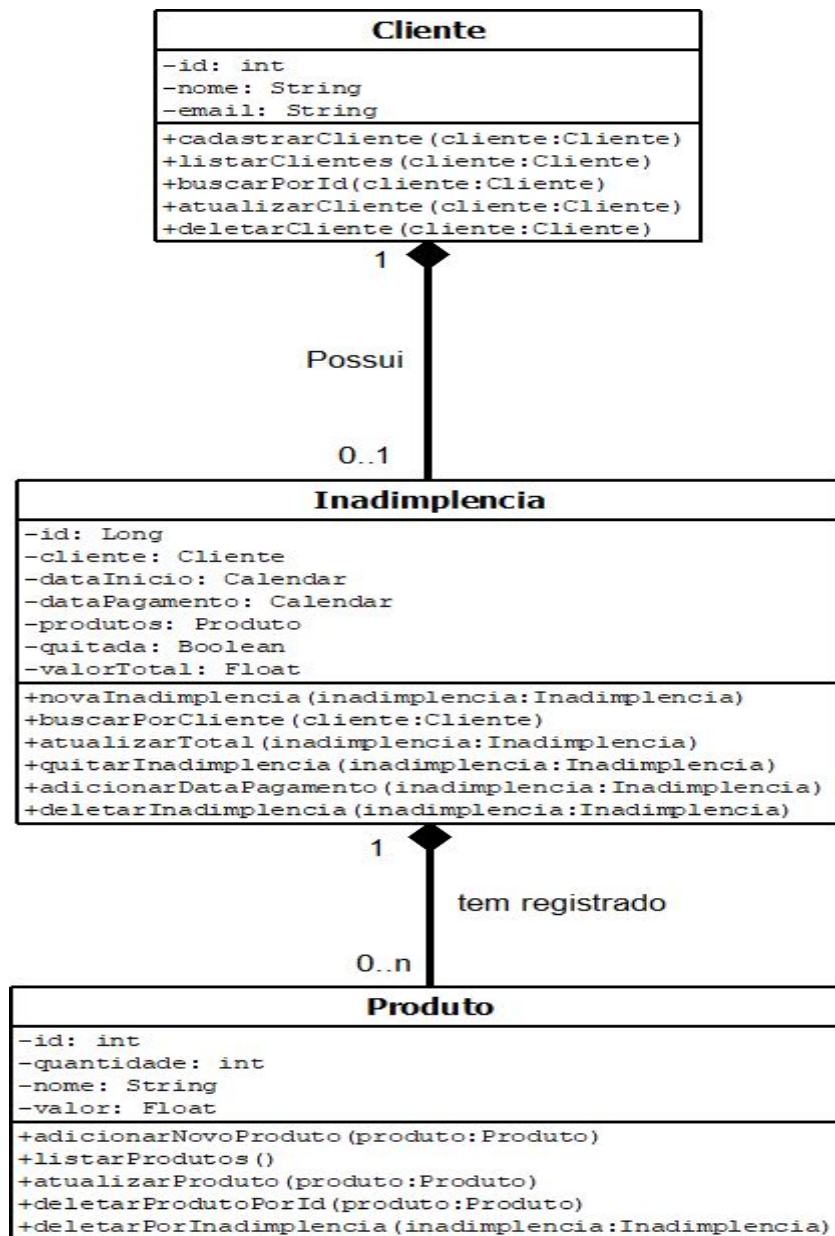 Cliente
-id: int
-nome: String
-email: String
+cadastrarCliente(cliente:Cliente)
+listarClientes(cliente:Cliente)
+buscarPorId(cliente:Cliente)
+atualizarCliente(cliente:Cliente)
+deletarCliente(cliente:Cliente)
1
Possui
0..1
Inadimplencia
-id: Long
-cliente: Cliente
-dataInicio: Calendar
-dataPagamento: Calendar
-produtos: Produto
-quitada: Boolean
-valorTotal: Float
+novaInadimplencia(inadimplencia:Inadimplencia)
+buscarPorCliente(cliente:Cliente)
+atualizarTotal(inadimplencia:Inadimplencia)
+quitarInadimplencia(inadimplencia:Inadimplencia)
+adicionarDataPagamento(inadimplencia:Inadimplencia)
+deletarInadimplencia(inadimplencia:Inadimplencia)
1
tem registrado
0..n
Produto
-id: int
-quantidade: int
-nome: String
-valor: Float
+adicionarNovoProduto(produto:Produto)
+listarProdutos()
+atualizarProduto(produto:Produto)
+deletarProdutoPorId(produto:Produto)
+deletarPorInadimplencia(inadimplencia:Inadimplencia)